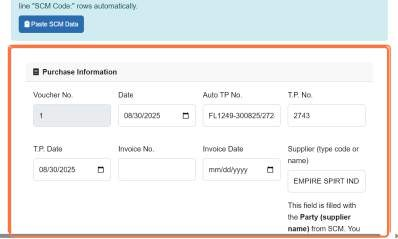 line "SCM Code:" rows automatically.
Paste SCM Data
Purchase Information
Voucher No. Date Auto TP No. T.P. No.
1 08/30/2025 FL1249-300825/272 2743
T.P. Date Invoice No. Invoice Date Supplier (type code or
name)
08/30/2025 mm/dd/yyyy EMPIRE SPIRT IND
This field is filled with
the Party (supplier
name) from SCM. You